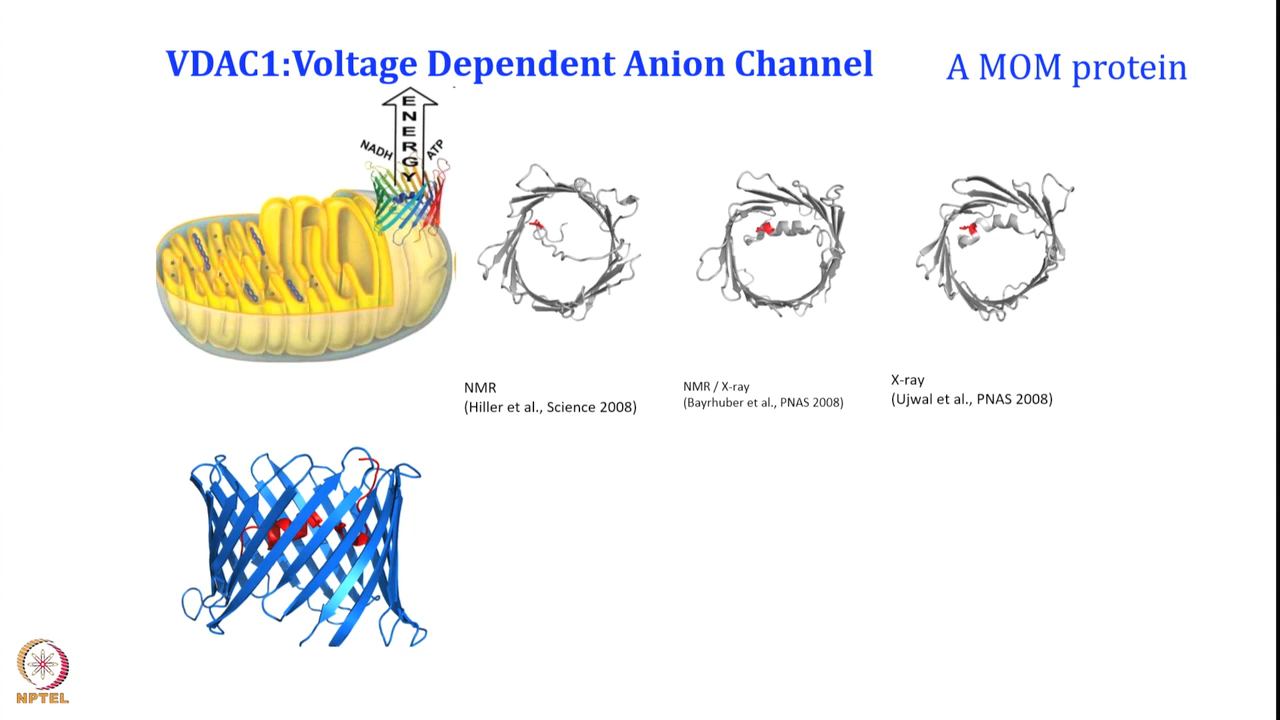 VDAC1:Voltage Dependent Anion Channel
A MOM protein
ENERGY
NADH
ATP
NMR
(Hiller et al., Science 2008)
NMR / X-ray
(Bayrhuber et al., PNAS 2008)
X-ray
(Ujwal et al., PNAS 2008)
NPTEL